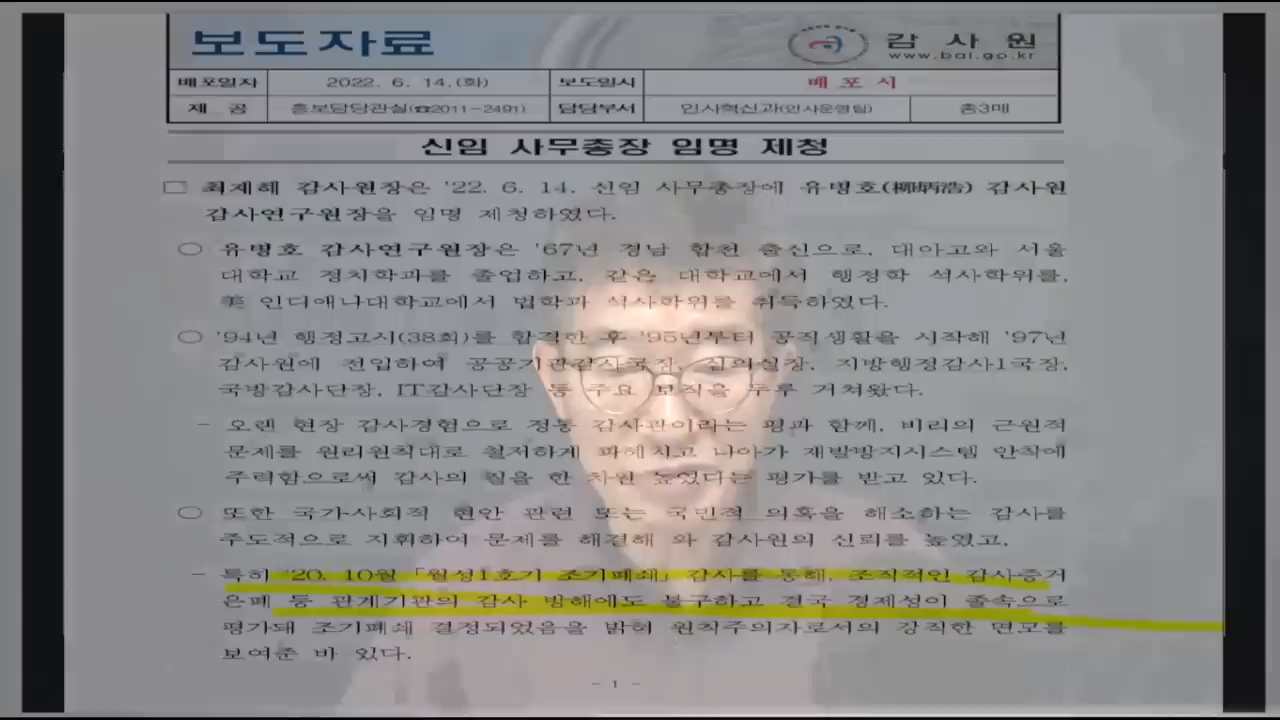 보도자료
감사원
www.bai.go.kr
배포일자 2022. 6. 14.(화) 보도일시 배 포 시
제 공 홍보담당관실(☎2011-2491) 담당부서 인사혁신과(인사운영팀) 총3매
신임 사무총장 임명 제청
□ 최재해 감사원장은 '22. 6. 14. 신임 사무총장에 유병호(柳炳浩) 감사원
감사연구원장을 임명 제청하였다.
○ 유병호 감사연구원장은 '67년 경남 합천 출신으로, 대아고와 서울
대학교 정치학과를 졸업하고, 같은 대학교에서 행정학 석사학위를,
美 인디애나대학교에서 법학과 석사학위를 취득하였다.
○ '94년 행정고시(38회)를 합격한 후 '95년부터 공직생활을 시작해 '97년
감사원에 전입하여 공공기관감사국장, 심의실장, 지방행정감사1국장,
국방감사단장, IT감사단장 등 주요 보직을 두루 거쳐왔다.
- 오랜 현장 감사경험으로 정통 감사관이라는 평과 함께, 비리의 근원적
문제를 원리원칙대로 철저하게 파헤치고 나아가 재발방지시스템 안착에
주력함으로써 감사의 질을 한 차원 높였다는 평가를 받고 있다.
○ 또한 국가·사회적 현안 관련 또는 국민적 의혹을 해소하는 감사를
주도적으로 지휘하여 문제를 해결해 와 감사원의 신뢰를 높였고,
- 특히 '20. 10월 「월성1호기 조기폐쇄」 감사를 통해, 조직적인 감사증거
은폐 등 관계기관의 감사 방해에도 불구하고 결국 경제성이 졸속으로
평가돼 조기폐쇄 결정되었음을 밝혀 원칙주의자로서의 강직한 면모를
보여준 바 있다.
- 1 -